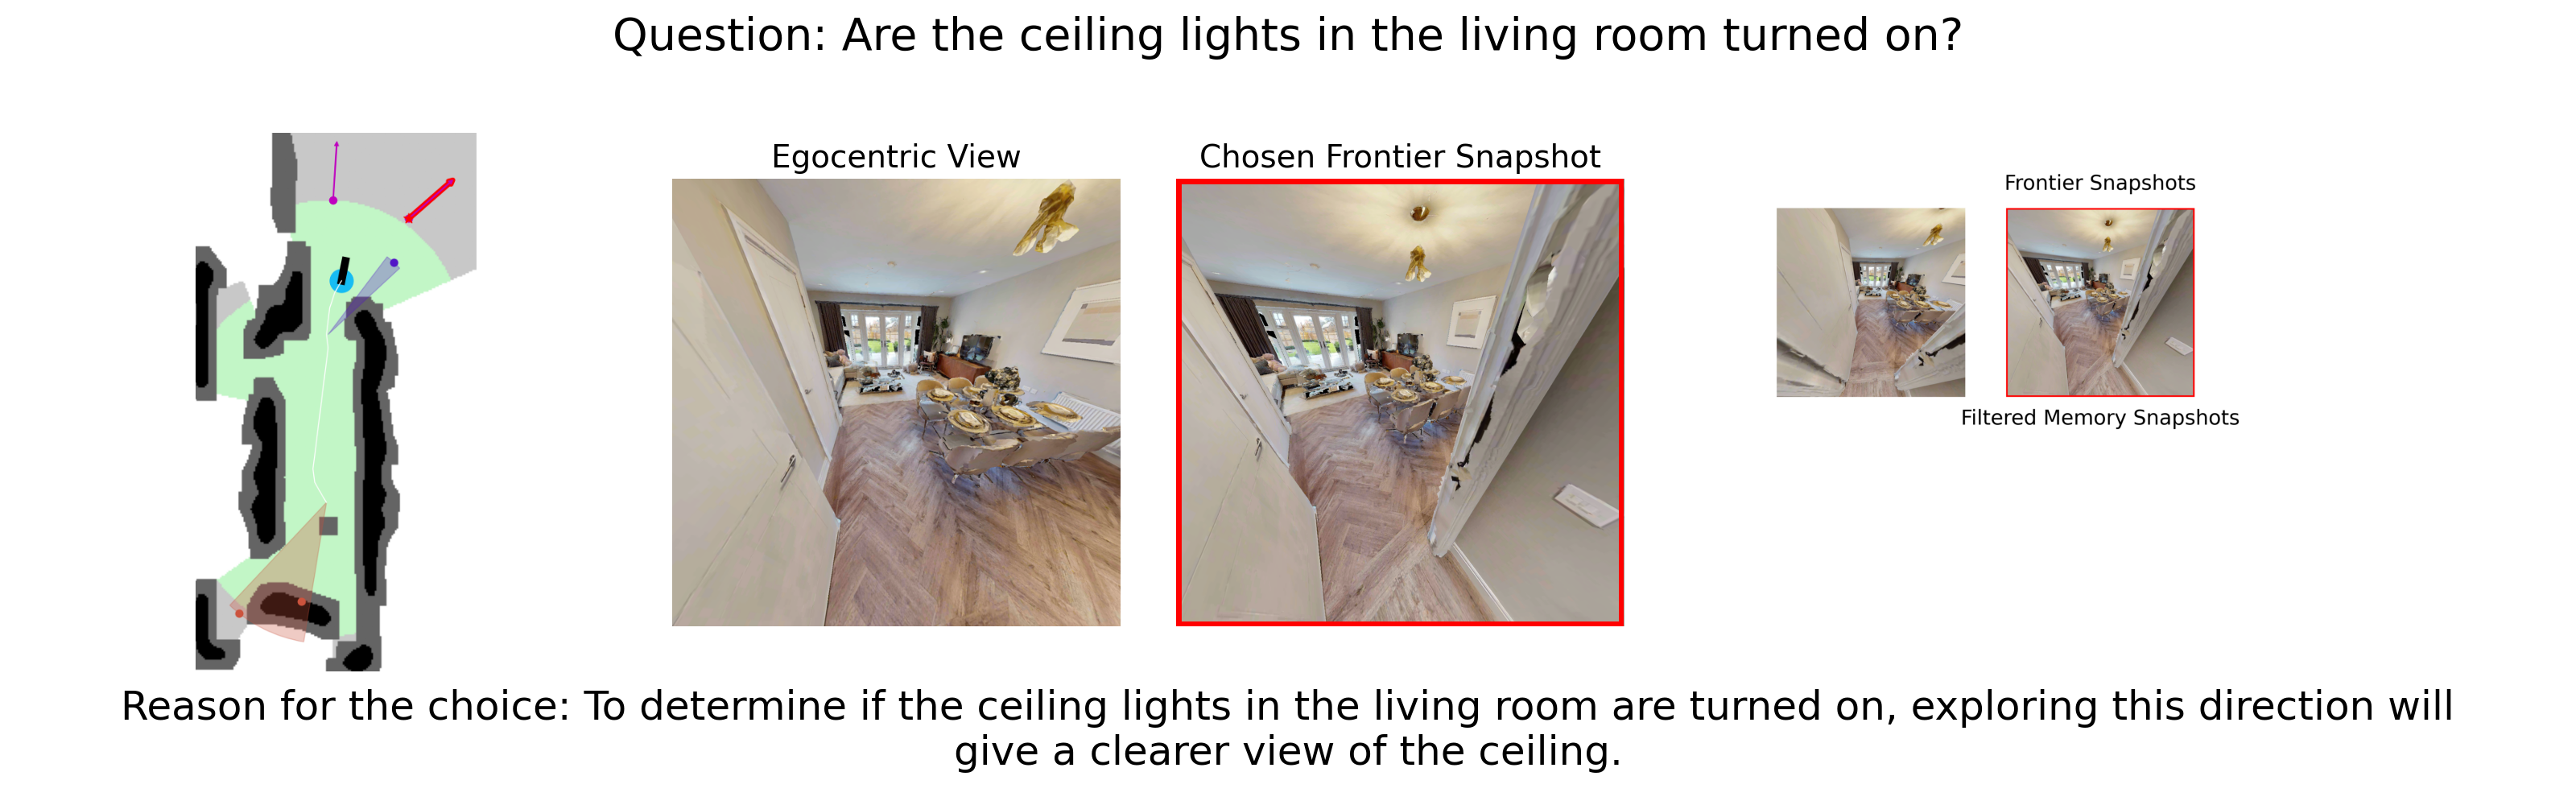 Question: Are the ceiling lights in the living room turned on?
Egocentric View
Chosen Frontier Snapshot
Frontier Snapshots
Filtered Memory Snapshots
Reason for the choice: To determine if the ceiling lights in the living room are turned on, exploring this direction will
give a clearer view of the ceiling.